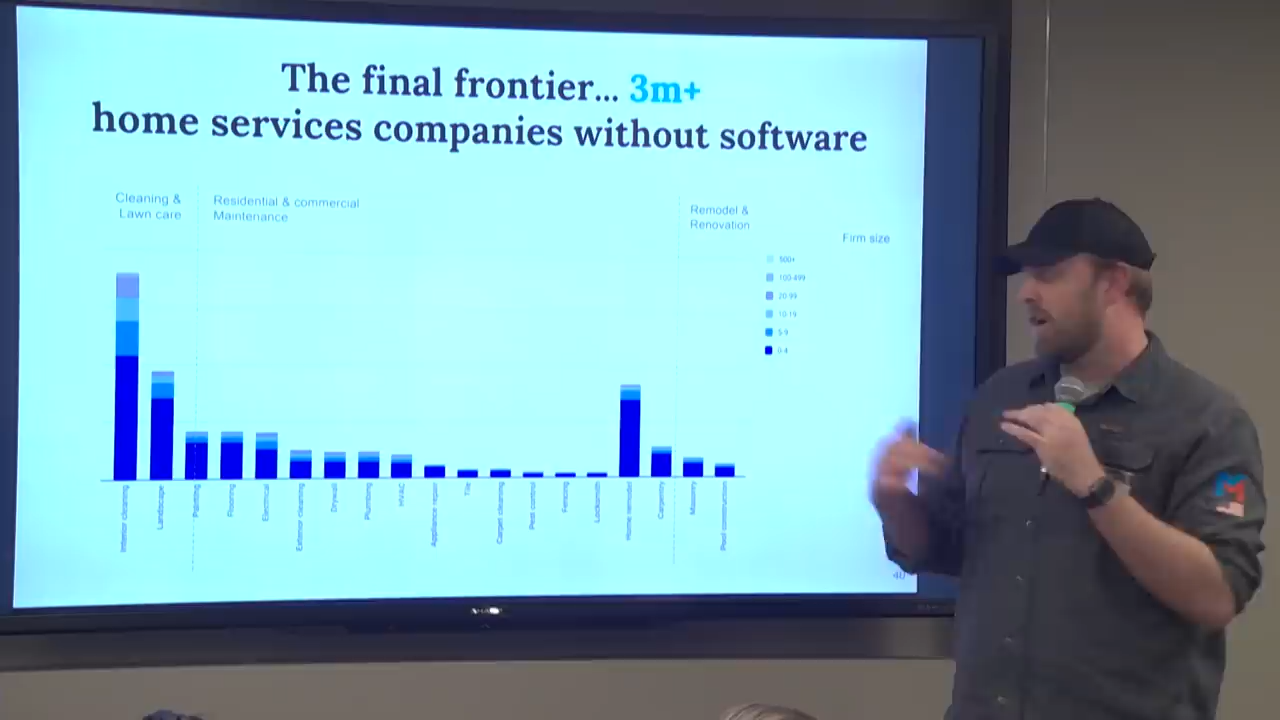 The final frontier... 3m+
home services companies without software
Cleaning &
Lawn care
Residential & commercial
Maintenance
Remodel &
Renovation
Firm size
500+
100-499
20-99
10-19
5-9
0-4
Interior cleaning
Landscape
Painting
Flooring
Electrical
Exterior cleaning
Drywall
Plumbing
HVAC
Appliance repair
Tile
Carpet cleaning
Pest control
Fencing
Locksmith
Home remodel
Carpentry
Masonry
Pool construction
40
SHARP